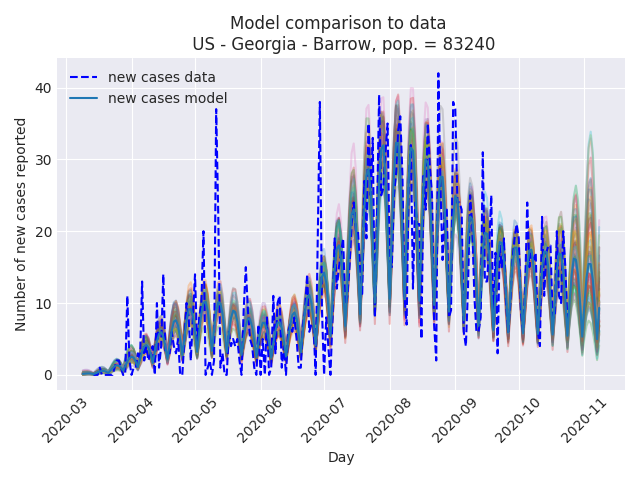 Model comparison to data
US - Georgia - Barrow, pop. = 83240
new cases data
new cases model
Number of new cases reported
40
30
20
10
0
2020-03
2020-04
2020-05
2020-06
2020-07
2020-08
2020-09
2020-10
2020-11
Day